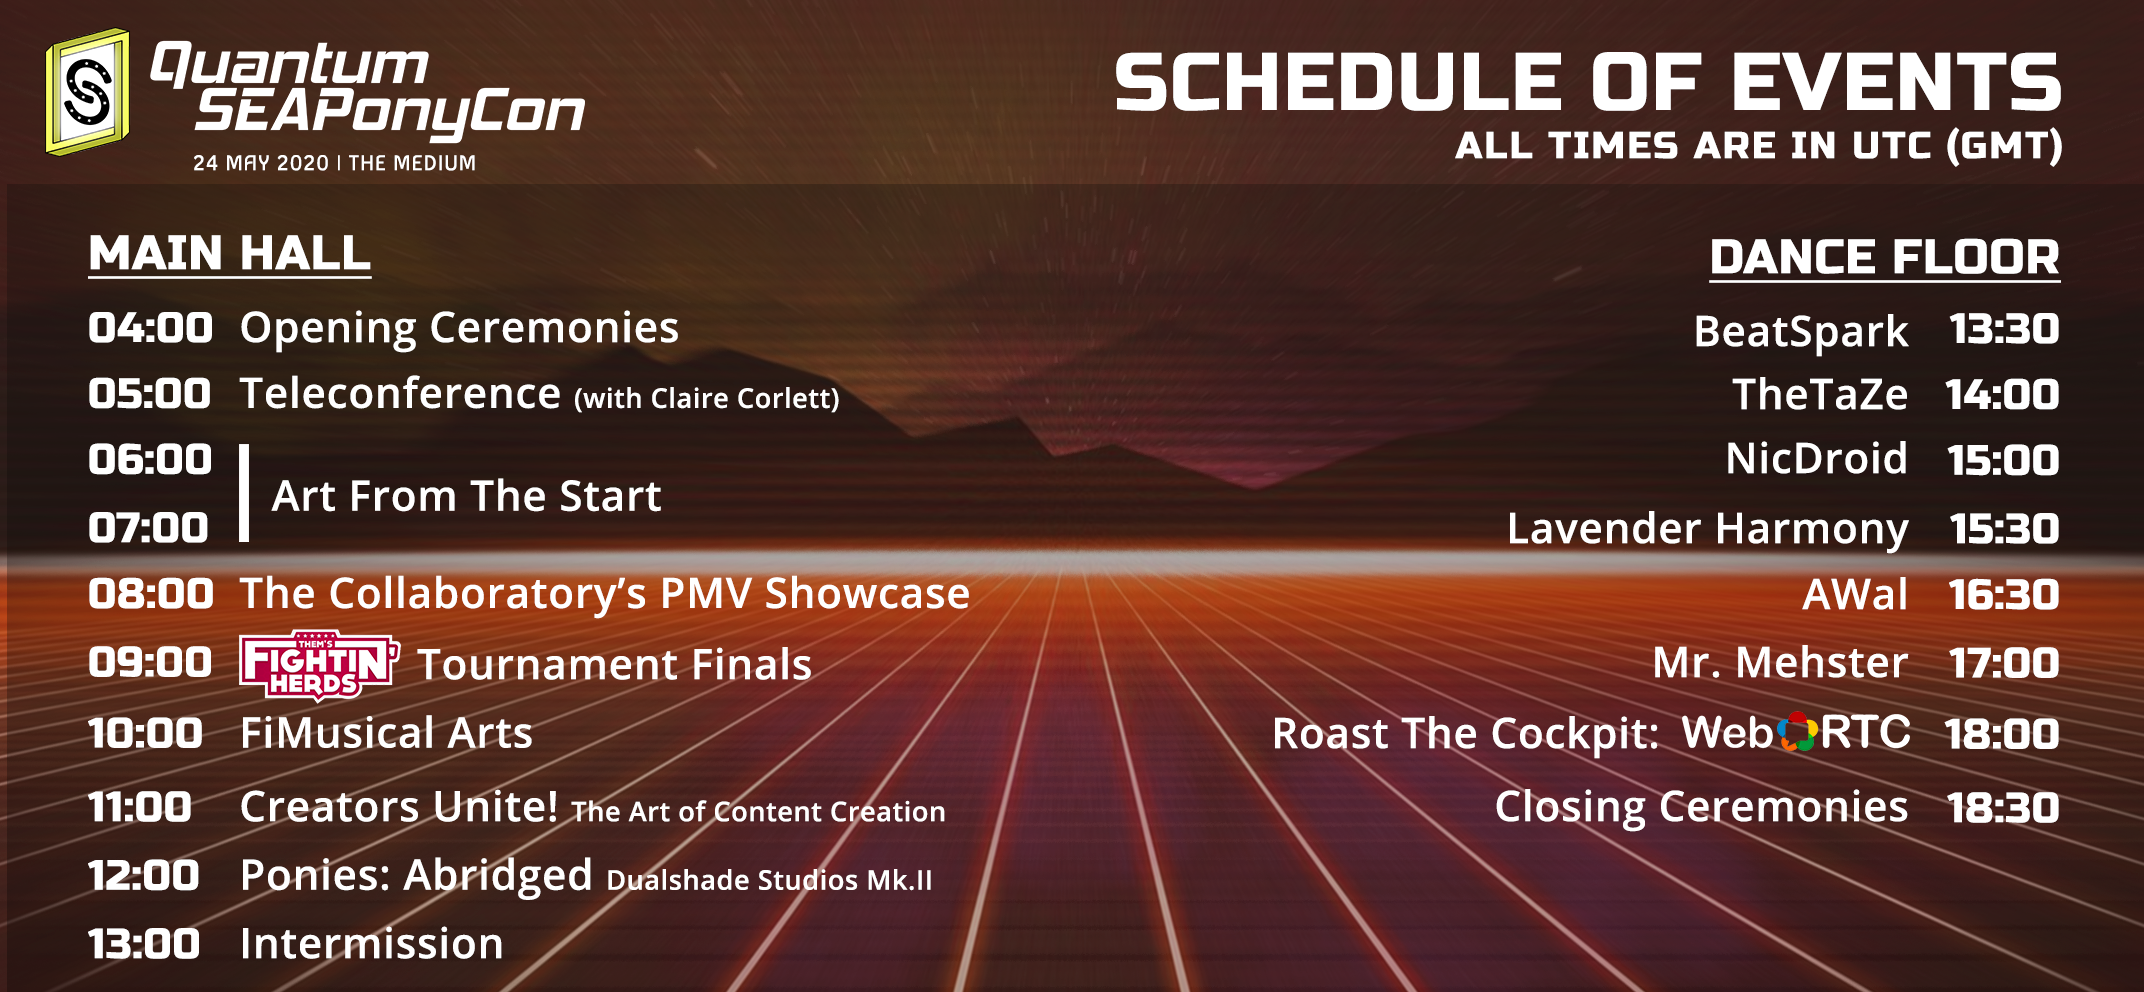 S
Quantum
SEAPonyCon
24 MAY 2020 | THE MEDIUM
SCHEDULE OF EVENTS
ALL TIMES ARE IN UTC (GMT)
MAIN HALL
04:00 Opening Ceremonies
05:00 Teleconference (with Claire Corlett)
06:00
Art From The Start
07:00
08:00 The Collaboratory’s PMV Showcase
09:00 THEM'S FIGHTIN' HERDS Tournament Finals
10:00 FiMusical Arts
11:00 Creators Unite! The Art of Content Creation
12:00 Ponies: Abridged Dualshade Studios Mk.II
13:00 Intermission
DANCE FLOOR
BeatSpark 13:30
TheTaZe 14:00
NicDroid 15:00
Lavender Harmony 15:30
AWal 16:30
Mr. Mehster 17:00
Roast The Cockpit: Web RTC 18:00
Closing Ceremonies 18:30